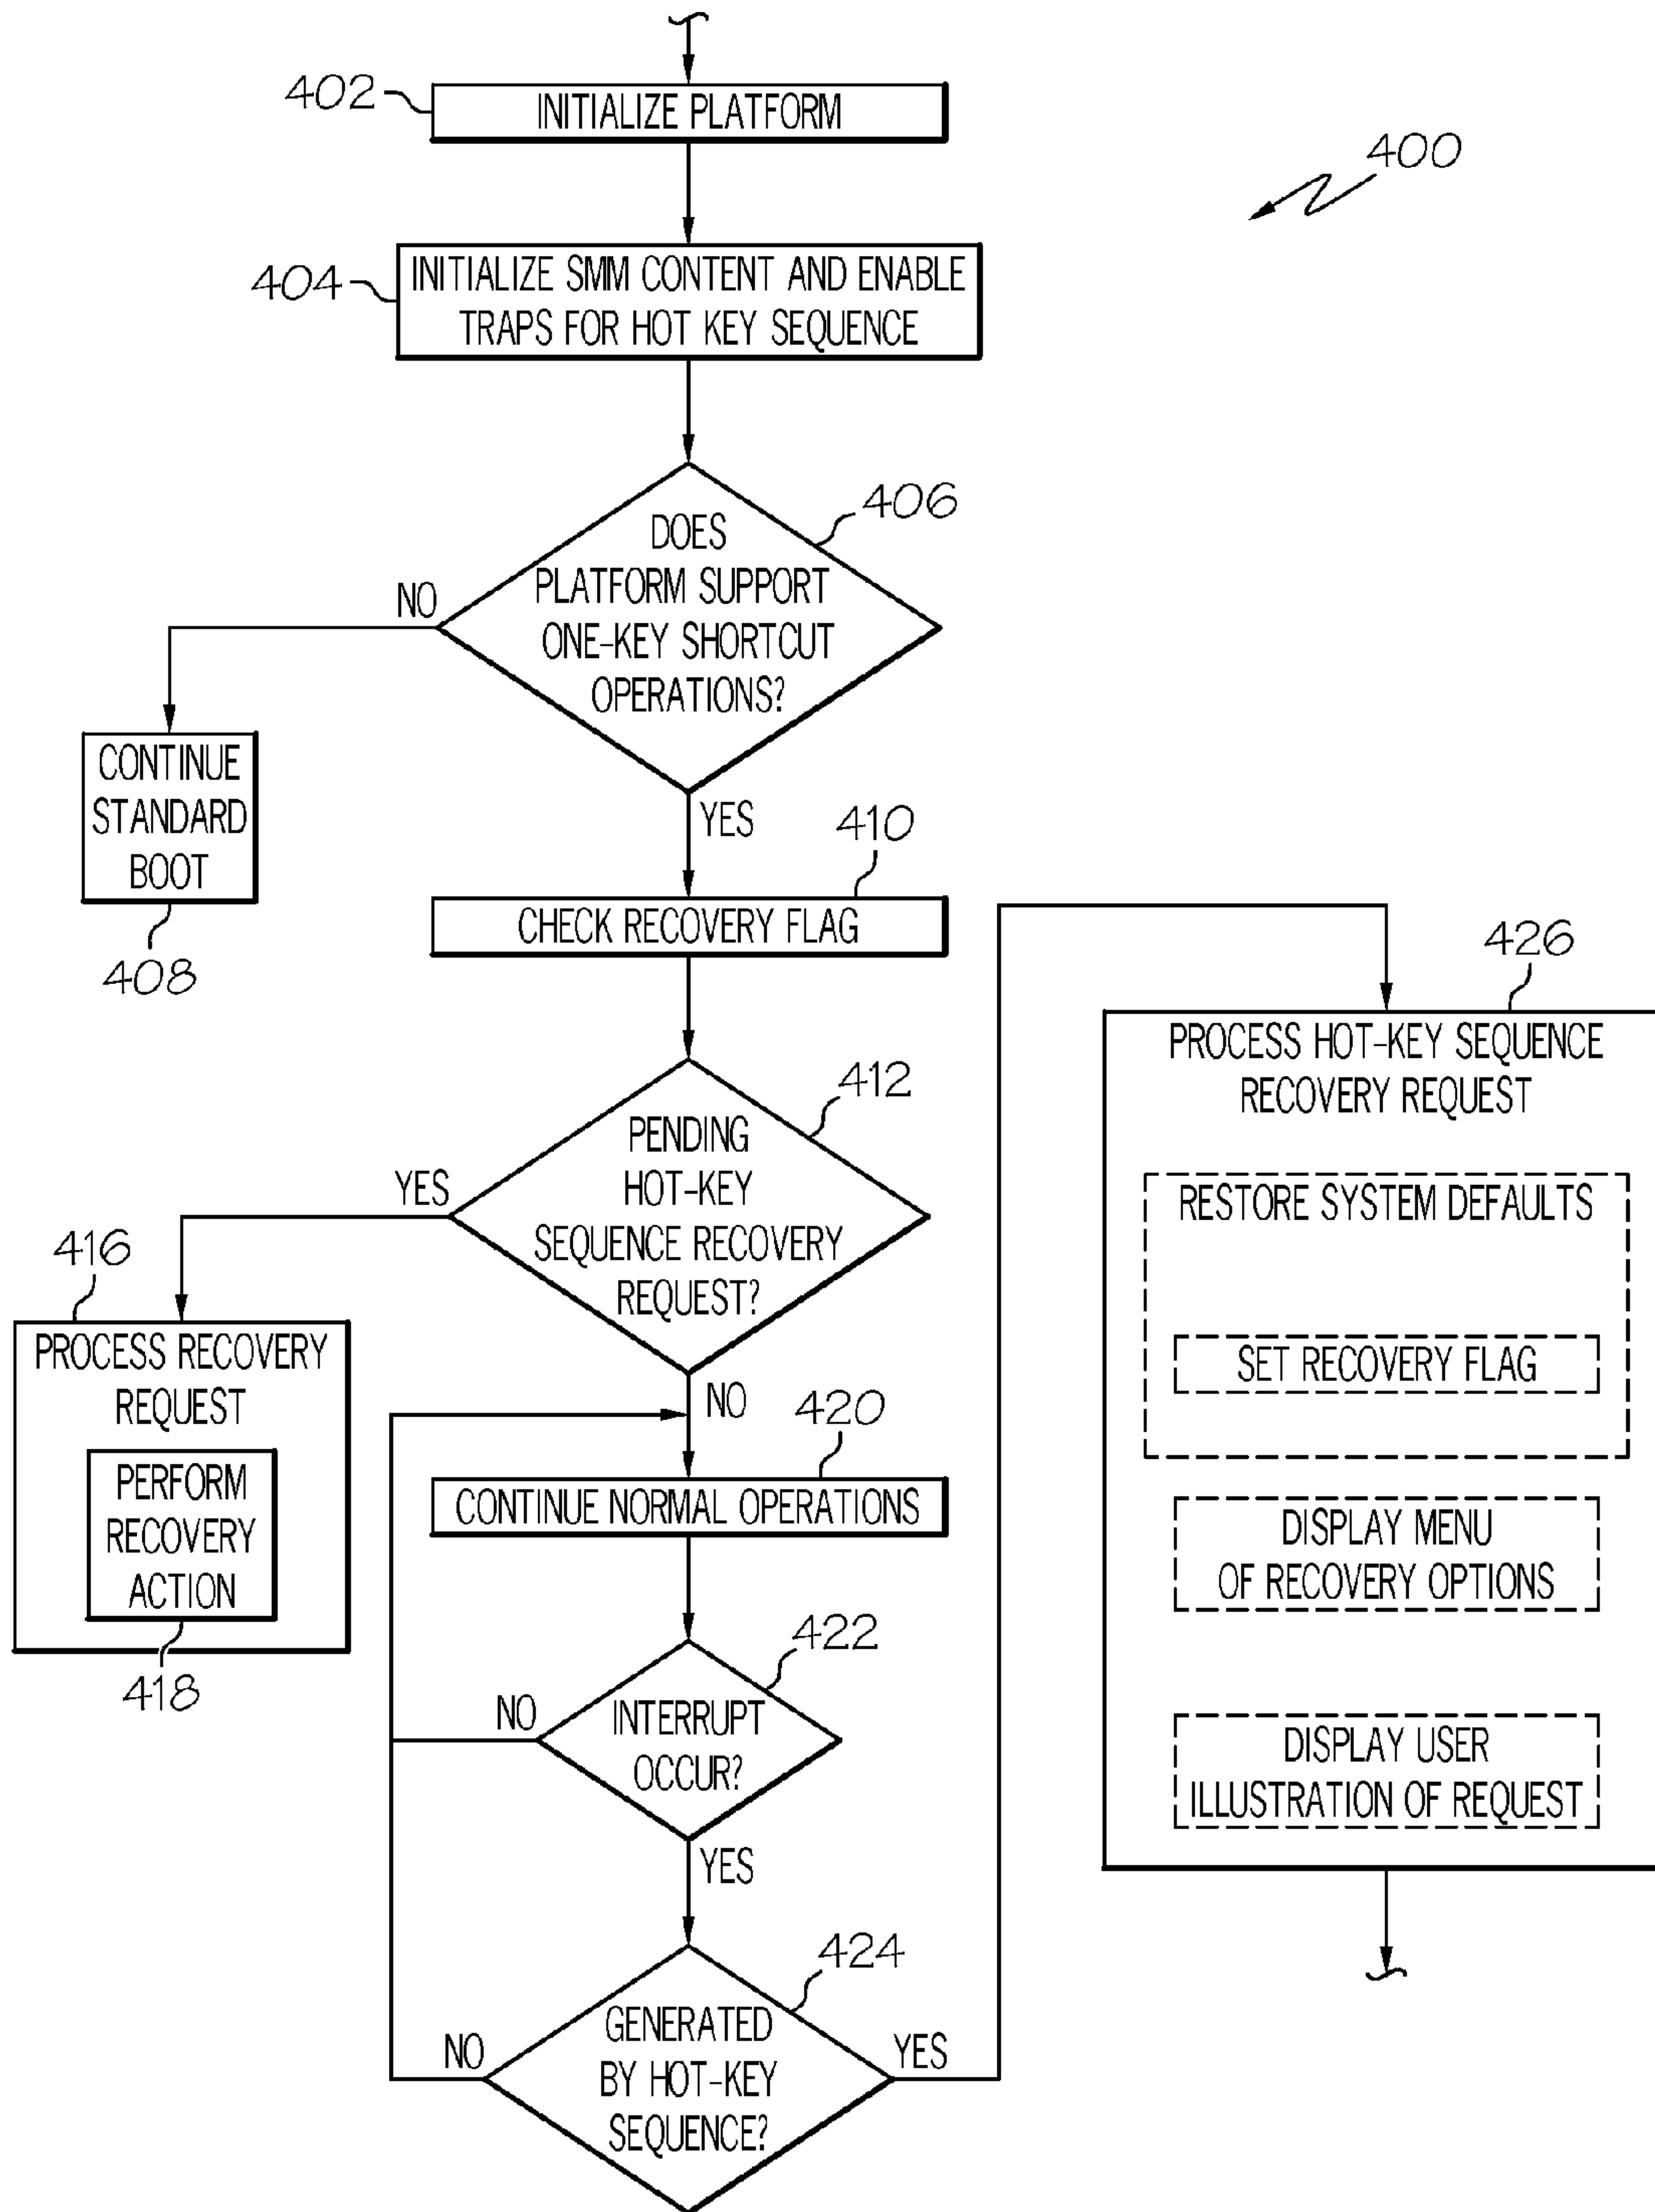 402
INITIALIZE PLATFORM
400
404
INITIALIZE SMM CONTENT AND ENABLE
TRAPS FOR HOT KEY SEQUENCE
406
DOES
PLATFORM SUPPORT
ONE-KEY SHORTCUT
OPERATIONS?
NO
YES
CONTINUE
STANDARD
BOOT
408
410
CHECK RECOVERY FLAG
412
PENDING
HOT-KEY
SEQUENCE RECOVERY
REQUEST?
YES
NO
416
PROCESS RECOVERY
REQUEST
PERFORM
RECOVERY
ACTION
418
420
CONTINUE NORMAL OPERATIONS
422
INTERRUPT
OCCUR?
NO
YES
424
GENERATED
BY HOT-KEY
SEQUENCE?
NO
YES
426
PROCESS HOT-KEY SEQUENCE
RECOVERY REQUEST
RESTORE SYSTEM DEFAULTS
SET RECOVERY FLAG
DISPLAY MENU
OF RECOVERY OPTIONS
DISPLAY USER
ILLUSTRATION OF REQUEST